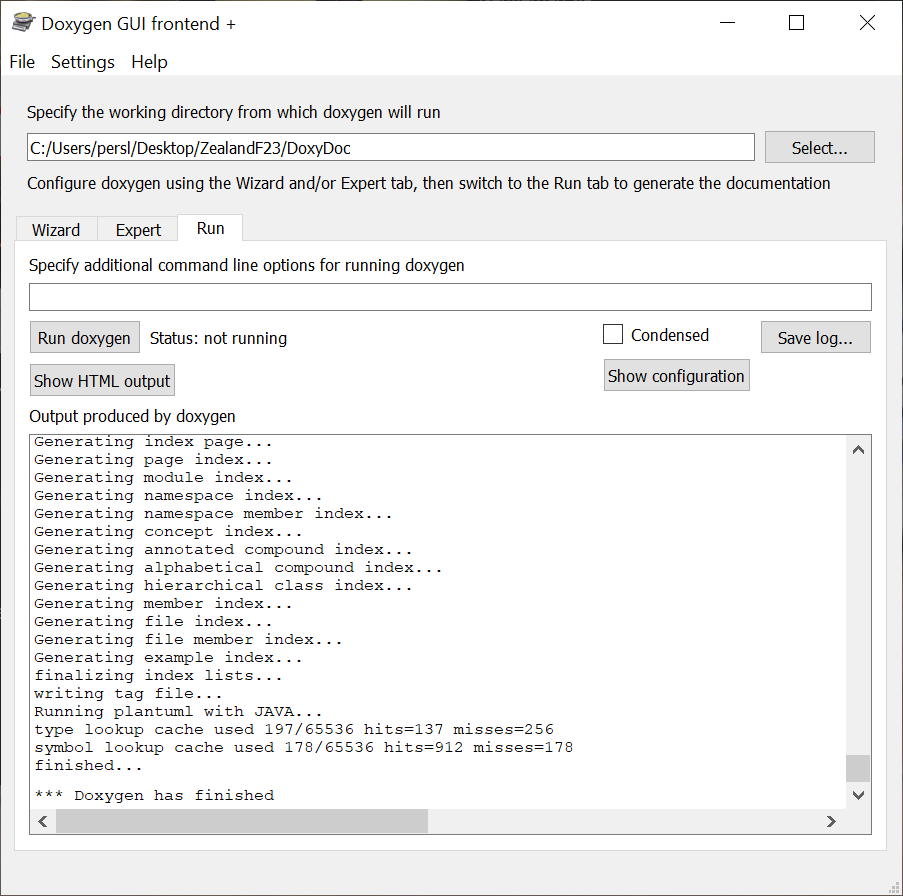 Doxygen GUI frontend +
File Settings Help
Specify the working directory from which doxygen will run
C:/Users/persl/Desktop/ZealandF23/DoxyDoc
Select...
Configure doxygen using the Wizard and/or Expert tab, then switch to the Run tab to generate the documentation
Wizard Expert Run
Specify additional command line options for running doxygen
Run doxygen Status: not running Condensed Save log...
Show HTML output Show configuration
Output produced by doxygen
Generating index page...
Generating page index...
Generating module index...
Generating namespace index...
Generating namespace member index...
Generating concept index...
Generating annotated compound index...
Generating alphabetical compound index...
Generating hierarchical class index...
Generating member index...
Generating file index...
Generating file member index...
Generating example index...
finalizing index lists...
writing tag file...
Running plantuml with JAVA...
type lookup cache used 197/65536 hits=137 misses=256
symbol lookup cache used 178/65536 hits=912 misses=178
finished...
*** Doxygen has finished